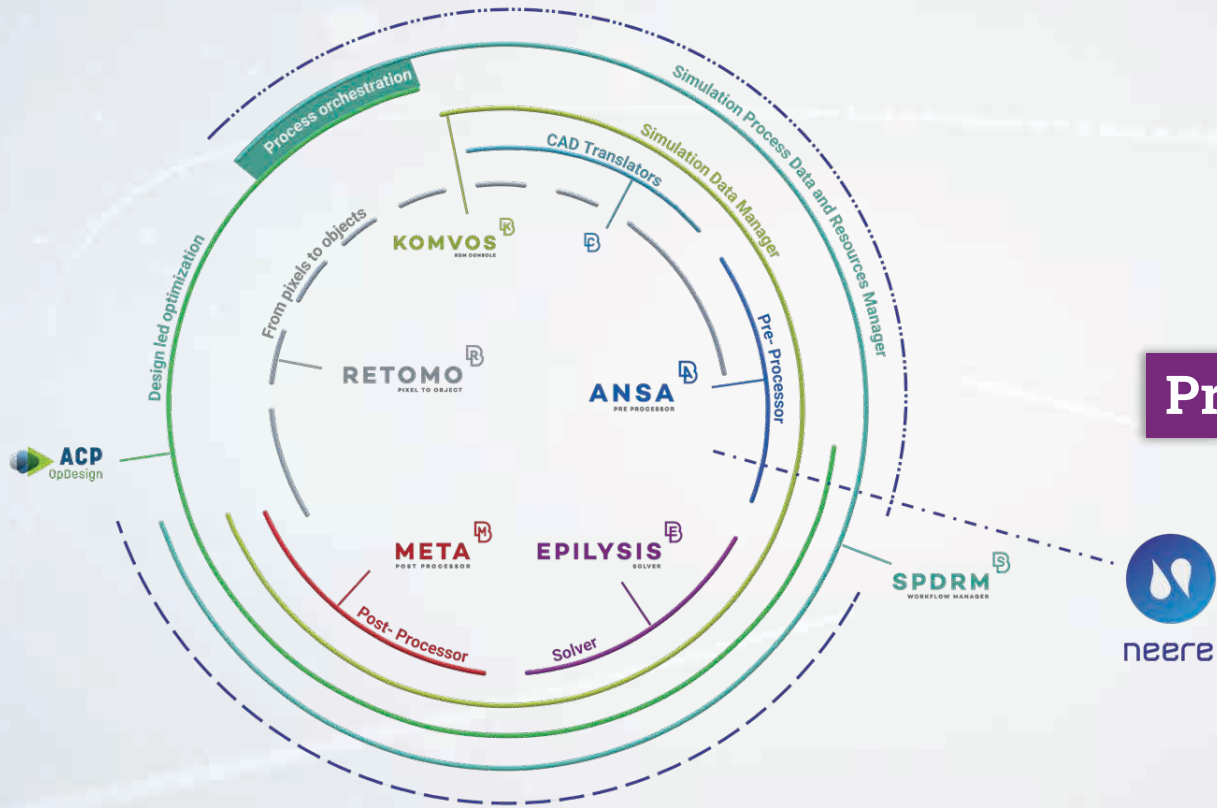 Process orchestration
Simulation Process Data and Resources Manager
Simulation Data Manager
CAD Translators
From pixels to objects
Design led optimization
KOMVOS K
SDM CONSOLE
B
RETOMO R
PIXEL TO OBJECT
ANSA A
PRE PROCESSOR
Pre- Processor
Pr
ACP
OpDesign
META M
POST PROCESSOR
EPILYSIS E
SOLVER
SPDRM S
WORKFLOW MANAGER
Post- Processor
Solver
neere